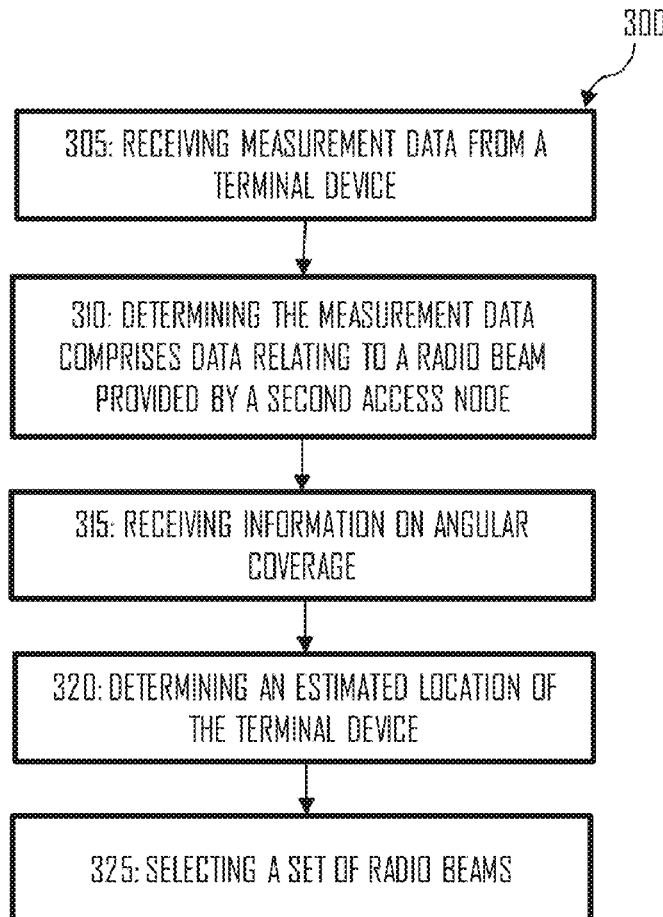 300
305: RECEIVING MEASUREMENT DATA FROM A
TERMINAL DEVICE
310: DETERMINING THE MEASUREMENT DATA
COMPRISES DATA RELATING TO A RADIO BEAM
PROVIDED BY A SECOND ACCESS NODE
315: RECEIVING INFORMATION ON ANGULAR
COVERAGE
320: DETERMINING AN ESTIMATED LOCATION OF
THE TERMINAL DEVICE
325: SELECTING A SET OF RADIO BEAMS